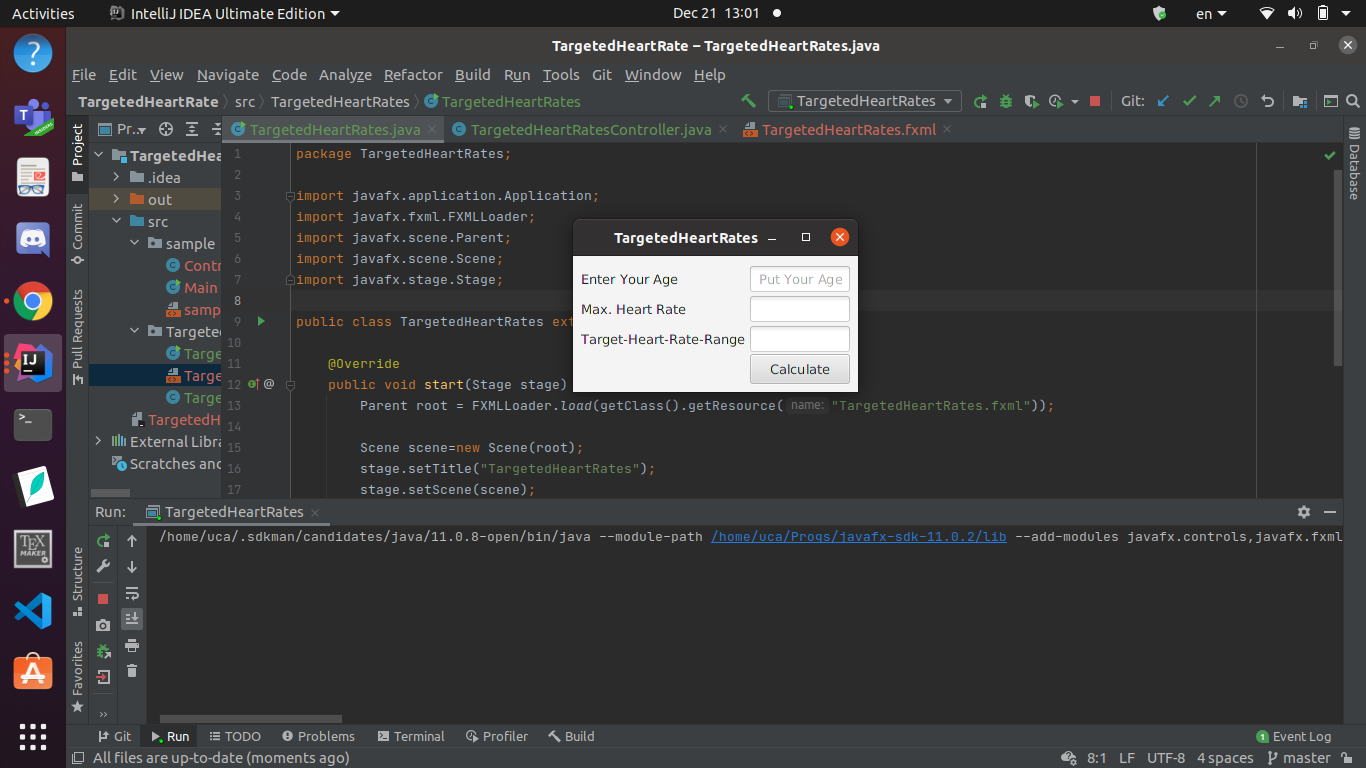 Activities IntelliJ IDEA Ultimate Edition Dec 21 13:01 en
TargetedHeartRate – TargetedHeartRates.java
File Edit View Navigate Code Analyze Refactor Build Run Tools Git Window Help
TargetedHeartRate src TargetedHeartRates TargetedHeartRates TargetedHeartRates Git:
Project
Commit
Pull Requests
Structure
Favorites
Pr... TargetedHeartRates.java TargetedHeartRatesController.java TargetedHeartRates.fxml
TargetedHea
.idea
out
src
sample
Contr
Main
samp
Targeted
Targe
Targe
Targe
TargetedH
External Libra
Scratches and
1 package TargetedHeartRates;
2
3 import javafx.application.Application;
4 import javafx.fxml.FXMLLoader;
5 import javafx.scene.Parent;
6 import javafx.scene.Scene;
7 import javafx.stage.Stage;
8
9 public class TargetedHeartRates ext
10
11 @Override
12 @ public void start(Stage stage)
13 Parent root = FXMLLoader.load(getClass().getResource( name: "TargetedHeartRates.fxml"));
14
15 Scene scene=new Scene(root);
16 stage.setTitle("TargetedHeartRates");
17 stage.setScene(scene);
TargetedHeartRates
Enter Your Age Put Your Age
Max. Heart Rate
Target-Heart-Rate-Range
Calculate
Database
Run: TargetedHeartRates
/home/uca/.sdkman/candidates/java/11.0.8-open/bin/java --module-path /home/uca/Progs/javafx-sdk-11.0.2/lib --add-modules javafx.controls,javafx.fxml
Git Run TODO Problems Terminal Profiler Build 1 Event Log
All files are up-to-date (moments ago) 8:1 LF UTF-8 4 spaces master